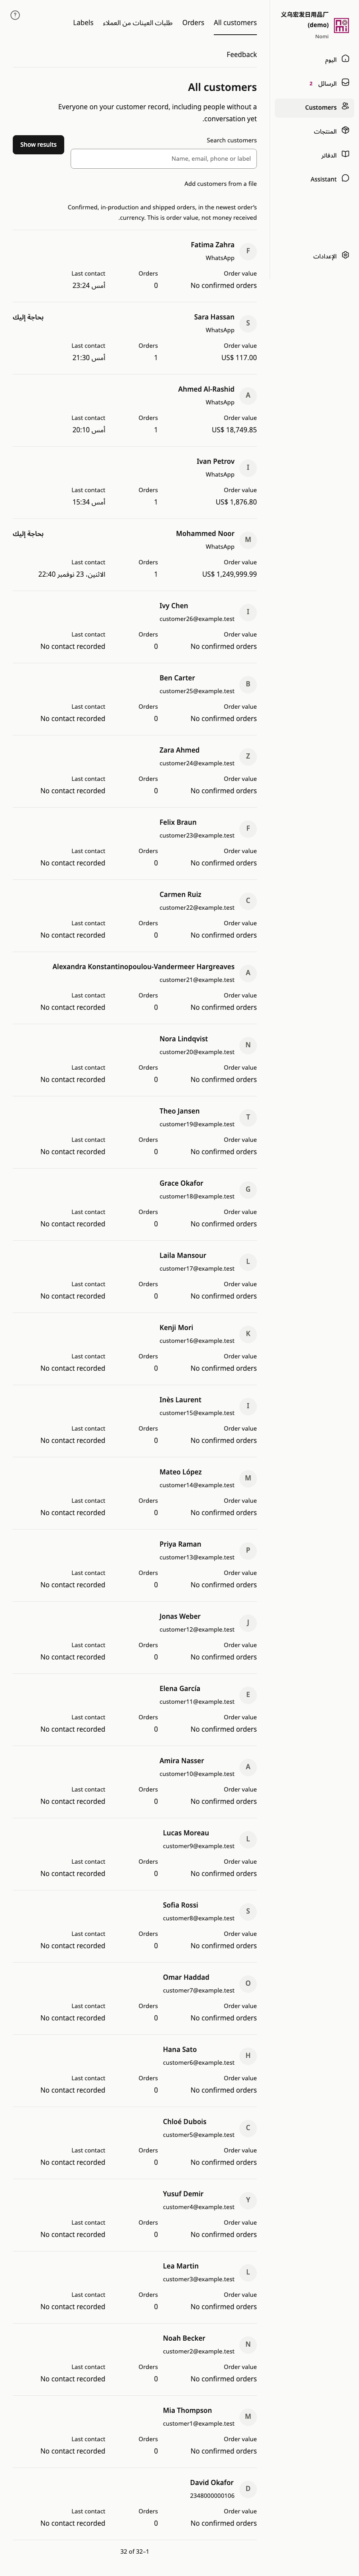 义乌宏发日用品厂
(demo)
Nomi
اليوم
الرسائل 2
Customers
المنتجات
الدفاتر
Assistant
الإعدادات
All customers
Orders
طلبات العينات من العملاء
Labels
Feedback
All customers
Everyone on your customer record, including people without a conversation yet.
Search customers
Name, email, phone or label
Show results
Add customers from a file
Confirmed, in-production and shipped orders, in the newest order's currency. This is order value, not money received.
F
Fatima Zahra
WhatsApp
Order value Orders Last contact
No confirmed orders 0 أمس 23:24
S
Sara Hassan
بحاجة إليك
WhatsApp
Order value Orders Last contact
US$ 117.00 1 أمس 21:30
A
Ahmed Al-Rashid
WhatsApp
Order value Orders Last contact
US$ 18,749.85 1 أمس 20:10
I
Ivan Petrov
WhatsApp
Order value Orders Last contact
US$ 1,876.80 1 أمس 15:34
M
Mohammed Noor
بحاجة إليك
WhatsApp
Order value Orders Last contact
US$ 1,249,999.99 1 الاثنين، 23 نوفمبر 22:40
I
Ivy Chen
customer26@example.test
Order value Orders Last contact
No confirmed orders 0 No contact recorded
B
Ben Carter
customer25@example.test
Order value Orders Last contact
No confirmed orders 0 No contact recorded
Z
Zara Ahmed
customer24@example.test
Order value Orders Last contact
No confirmed orders 0 No contact recorded
F
Felix Braun
customer23@example.test
Order value Orders Last contact
No confirmed orders 0 No contact recorded
C
Carmen Ruiz
customer22@example.test
Order value Orders Last contact
No confirmed orders 0 No contact recorded
A
Alexandra Konstantinopoulou-Vandermeer Hargreaves
customer21@example.test
Order value Orders Last contact
No confirmed orders 0 No contact recorded
N
Nora Lindqvist
customer20@example.test
Order value Orders Last contact
No confirmed orders 0 No contact recorded
T
Theo Jansen
customer19@example.test
Order value Orders Last contact
No confirmed orders 0 No contact recorded
G
Grace Okafor
customer18@example.test
Order value Orders Last contact
No confirmed orders 0 No contact recorded
L
Laila Mansour
customer17@example.test
Order value Orders Last contact
No confirmed orders 0 No contact recorded
K
Kenji Mori
customer16@example.test
Order value Orders Last contact
No confirmed orders 0 No contact recorded
I
Inès Laurent
customer15@example.test
Order value Orders Last contact
No confirmed orders 0 No contact recorded
M
Mateo López
customer14@example.test
Order value Orders Last contact
No confirmed orders 0 No contact recorded
P
Priya Raman
customer13@example.test
Order value Orders Last contact
No confirmed orders 0 No contact recorded
J
Jonas Weber
customer12@example.test
Order value Orders Last contact
No confirmed orders 0 No contact recorded
E
Elena García
customer11@example.test
Order value Orders Last contact
No confirmed orders 0 No contact recorded
A
Amira Nasser
customer10@example.test
Order value Orders Last contact
No confirmed orders 0 No contact recorded
L
Lucas Moreau
customer9@example.test
Order value Orders Last contact
No confirmed orders 0 No contact recorded
S
Sofia Rossi
customer8@example.test
Order value Orders Last contact
No confirmed orders 0 No contact recorded
O
Omar Haddad
customer7@example.test
Order value Orders Last contact
No confirmed orders 0 No contact recorded
H
Hana Sato
customer6@example.test
Order value Orders Last contact
No confirmed orders 0 No contact recorded
C
Chloé Dubois
customer5@example.test
Order value Orders Last contact
No confirmed orders 0 No contact recorded
Y
Yusuf Demir
customer4@example.test
Order value Orders Last contact
No confirmed orders 0 No contact recorded
L
Lea Martin
customer3@example.test
Order value Orders Last contact
No confirmed orders 0 No contact recorded
N
Noah Becker
customer2@example.test
Order value Orders Last contact
No confirmed orders 0 No contact recorded
M
Mia Thompson
customer1@example.test
Order value Orders Last contact
No confirmed orders 0 No contact recorded
D
David Okafor
2348000000106
Order value Orders Last contact
No confirmed orders 0 No contact recorded
32 of 32–1